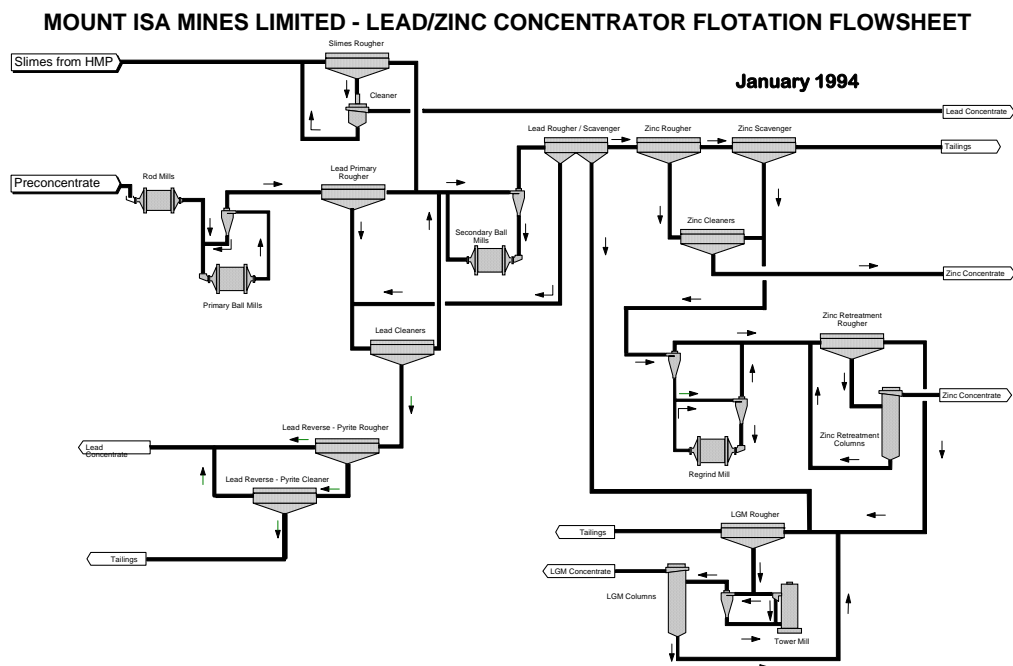 MOUNT ISA MINES LIMITED - LEAD/ZINC CONCENTRATOR FLOTATION FLOWSHEET
Slimes Rougher
Slimes from HMP
January 1994
Cleaner
Lead Concentrate
Lead Rougher / Scavenger
Zinc Rougher
Zinc Scavenger
Tailings
Preconcentrate
Rod Mills
Lead Primary
Rougher
Secondary Ball
Mills
Zinc Cleaners
Zinc Concentrate
Primary Ball Mills
Lead Cleaners
Zinc Retreatment
Rougher
Zinc Concentrate
Lead Reverse - Pyrite Rougher
Lead
Concentrate
Zinc Retreatment
Columns
Regrind Mill
Lead Reverse - Pyrite Cleaner
LGM Rougher
Tailings
Tailings
LGM Concentrate
LGM Columns
Tower Mill